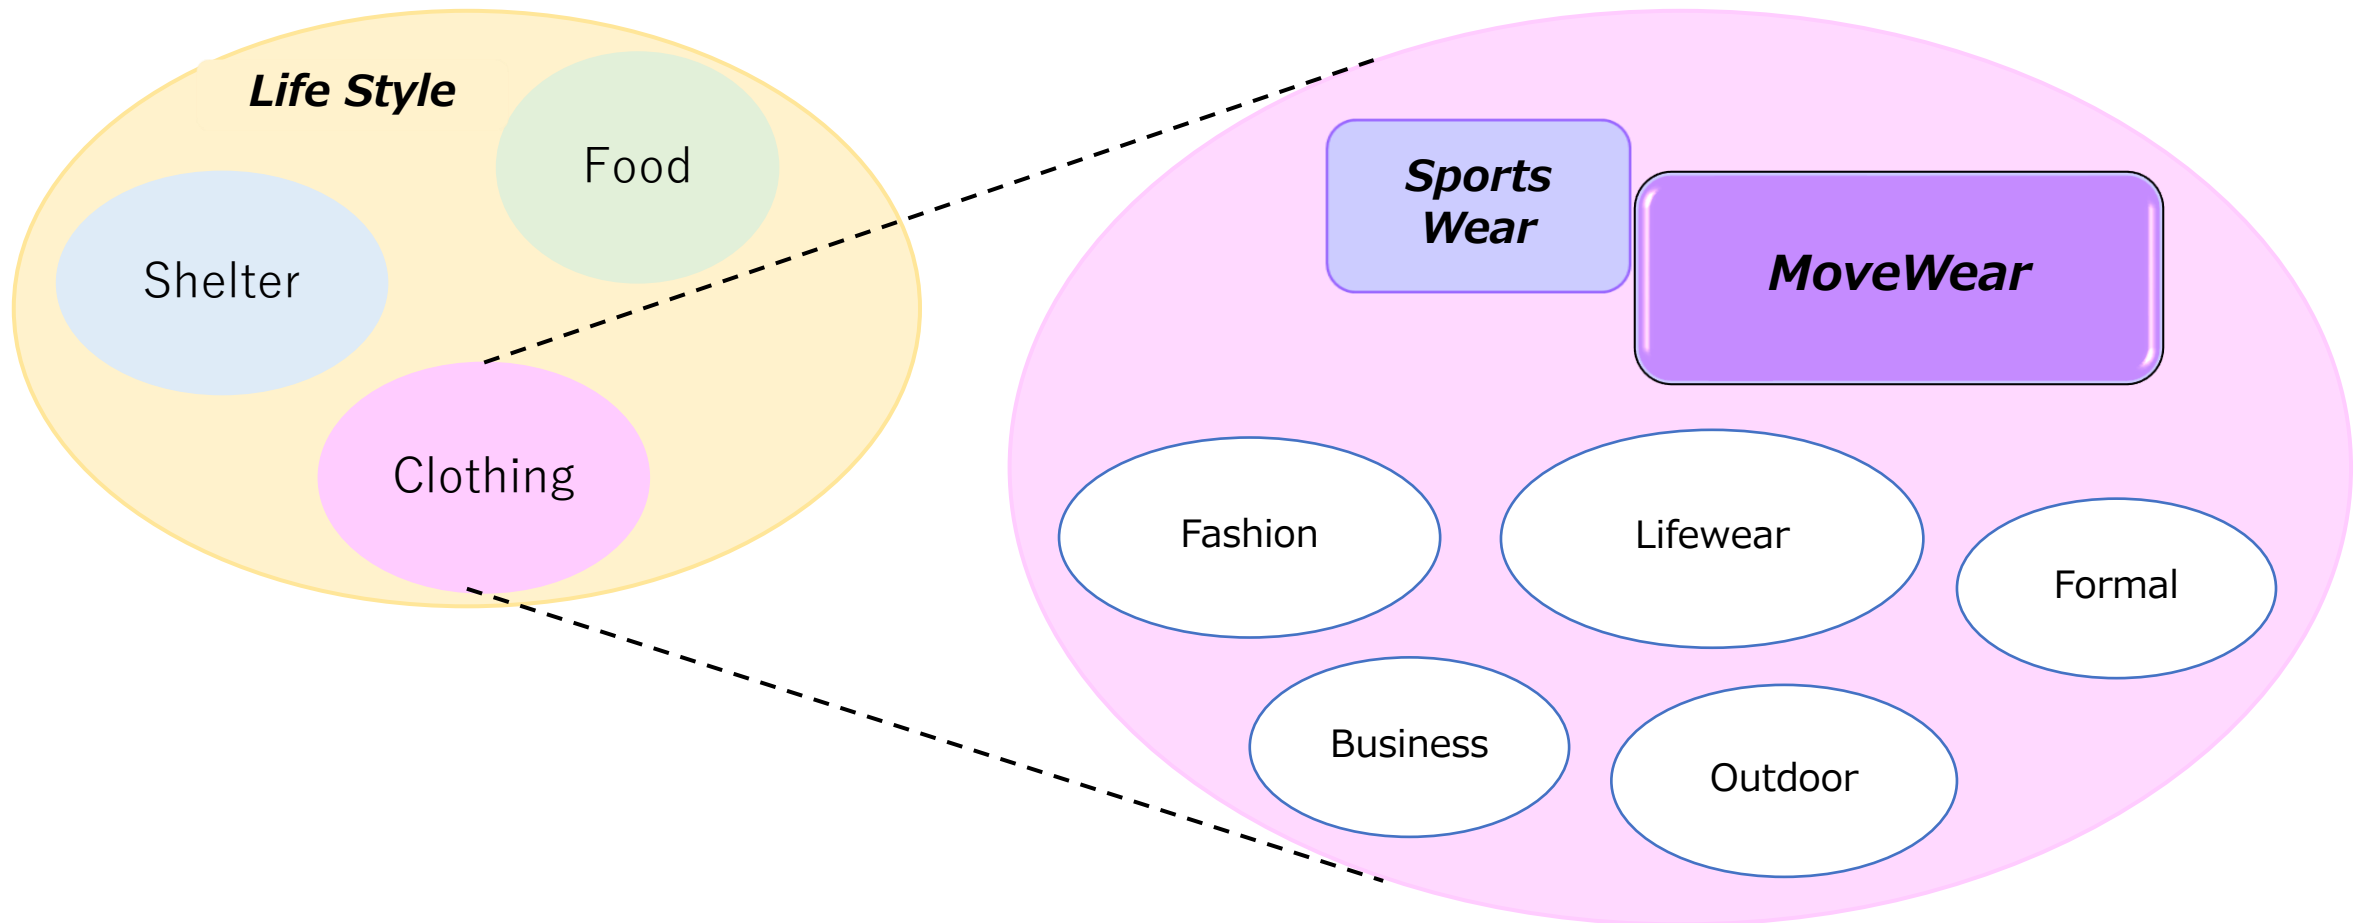 Life Style
Food
Shelter
Clothing
Sports
Wear
MoveWear
Fashion
Lifewear
Formal
Business
Outdoor